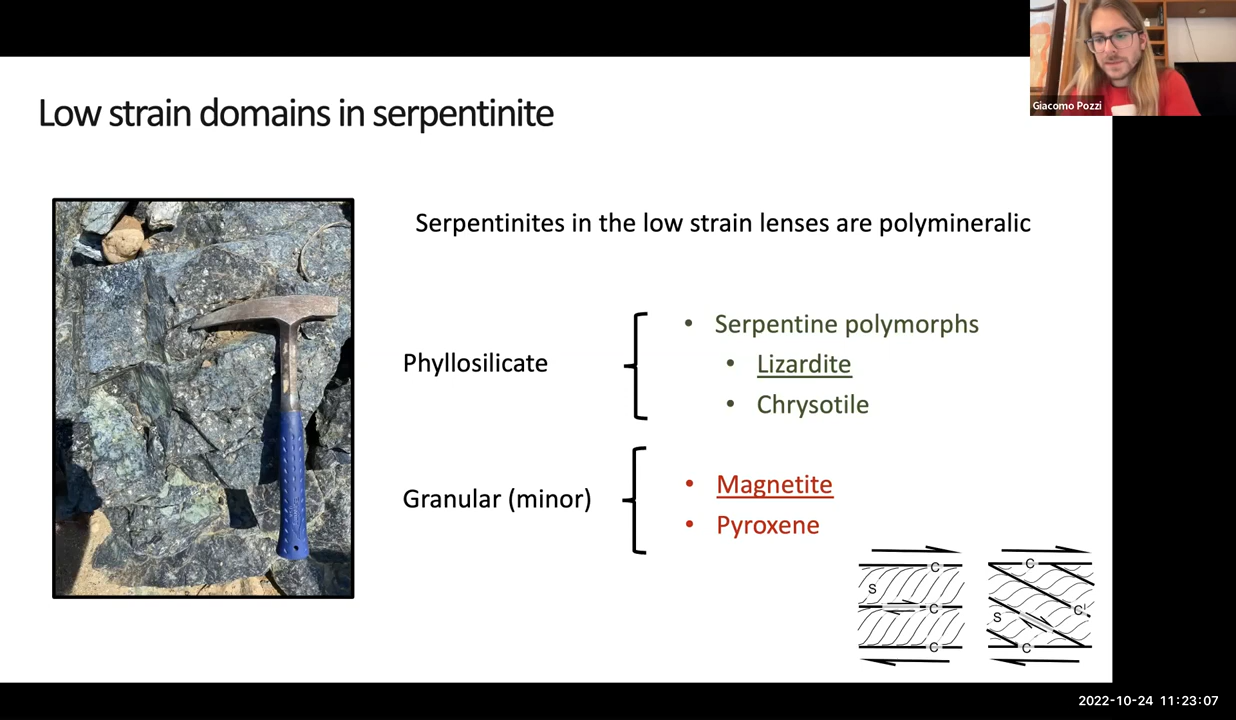 Giacomo Pozzi
Low strain domains in serpentinite
Serpentinites in the low strain lenses are polymineralic
Phyllosilicate
• Serpentine polymorphs
• Lizardite
• Chrysotile
Granular (minor)
• Magnetite
• Pyroxene
C
S
C
C
C
S
C'
C
2022-10-24 11:23:07